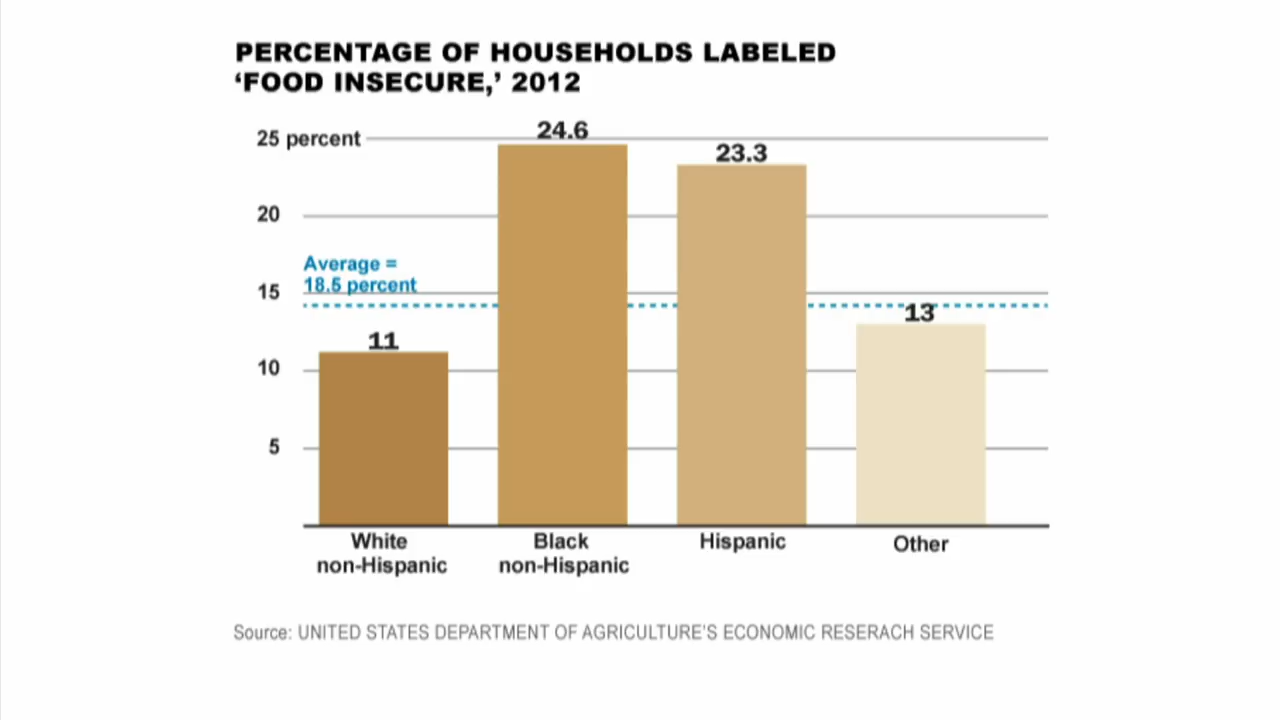 PERCENTAGE OF HOUSEHOLDS LABELED
‘FOOD INSECURE,’ 2012
25 percent
24.6
23.3
20
Average =
18.5 percent
15
13
11
10
5
White
non-Hispanic
Black
non-Hispanic
Hispanic
Other
Source: UNITED STATES DEPARTMENT OF AGRICULTURE’S ECONOMIC RESERACH SERVICE